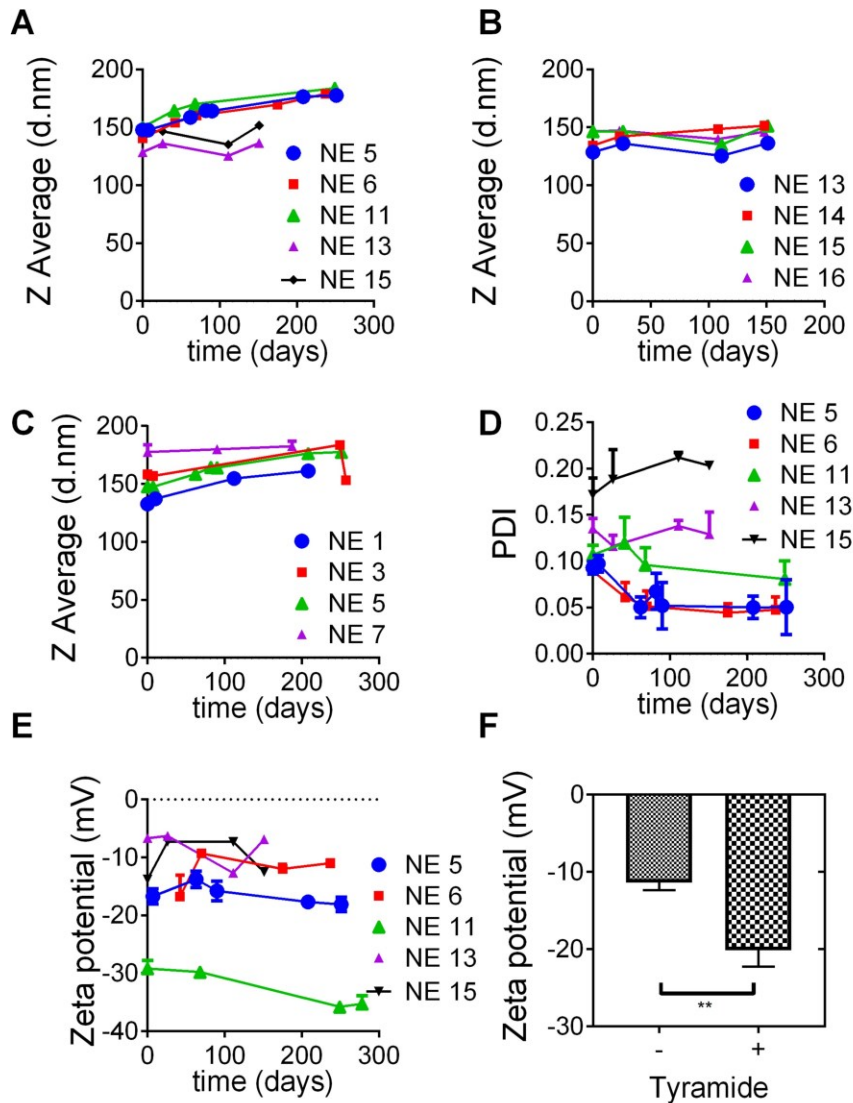 A
Z Average (d.nm)
200
150
100
50
0
0 100 200 300
time (days)
NE 5
NE 6
NE 11
NE 13
NE 15
B
Z Average (d.nm)
200
150
100
50
0
0 50 100 150 200
time (days)
NE 13
NE 14
NE 15
NE 16
C
Z Average (d.nm)
200
150
100
50
0
0 100 200 300
time (days)
NE 1
NE 3
NE 5
NE 7
D
PDI
0.25
0.20
0.15
0.10
0.05
0.00
0 100 200 300
time (days)
NE 5
NE 6
NE 11
NE 13
NE 15
E
Zeta potential (mV)
0
-10
-20
-30
-40
0 100 200 300
time (days)
NE 5
NE 6
NE 11
NE 13
NE 15
F
Zeta potential (mV)
0
-10
-20
-30
**
- +
Tyramide